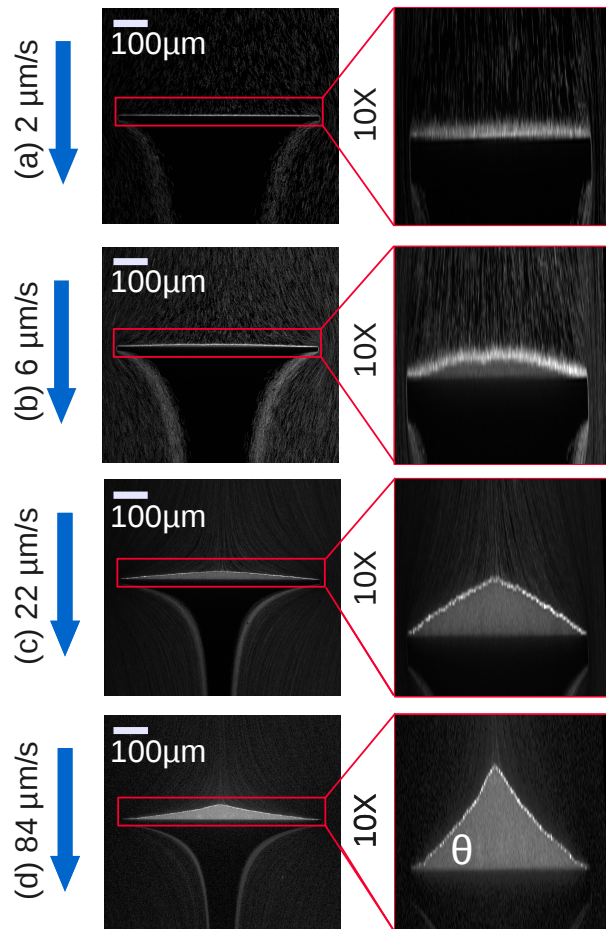 100µm
(a) 2 µm/s
10X
100µm
(b) 6 µm/s
10X
100µm
(c) 22 µm/s
10X
100µm
(d) 84 µm/s
10X
θ